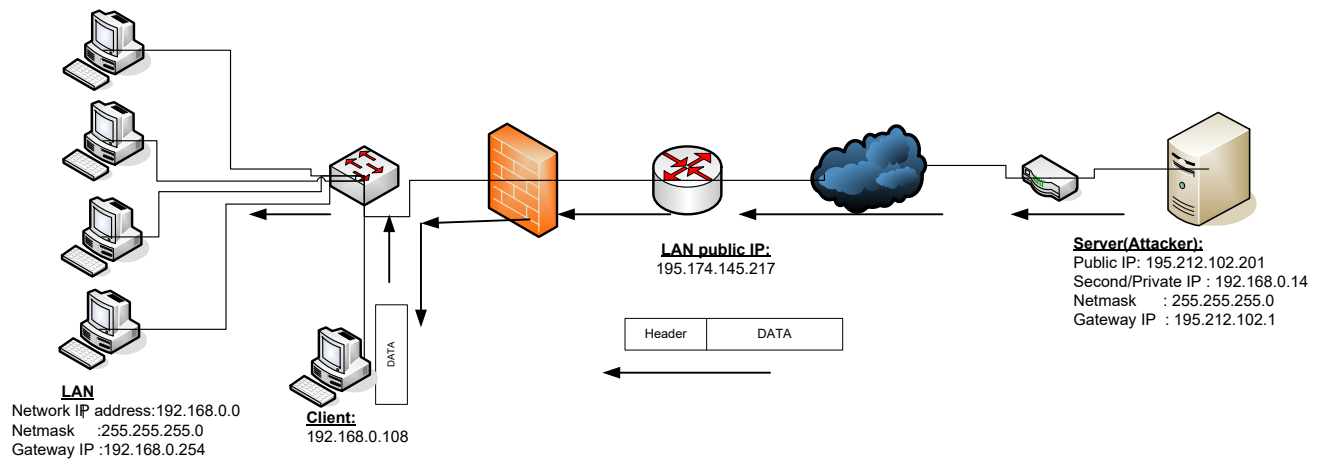 LAN public IP:
195.174.145.217
Server(Attacker):
Public IP: 195.212.102.201
Second/Private IP : 192.168.0.14
Netmask : 255.255.255.0
Gateway IP : 195.212.102.1
Header
DATA
DATA
Client:
192.168.0.108
LAN
Network IP address:192.168.0.0
Netmask :255.255.255.0
Gateway IP :192.168.0.254